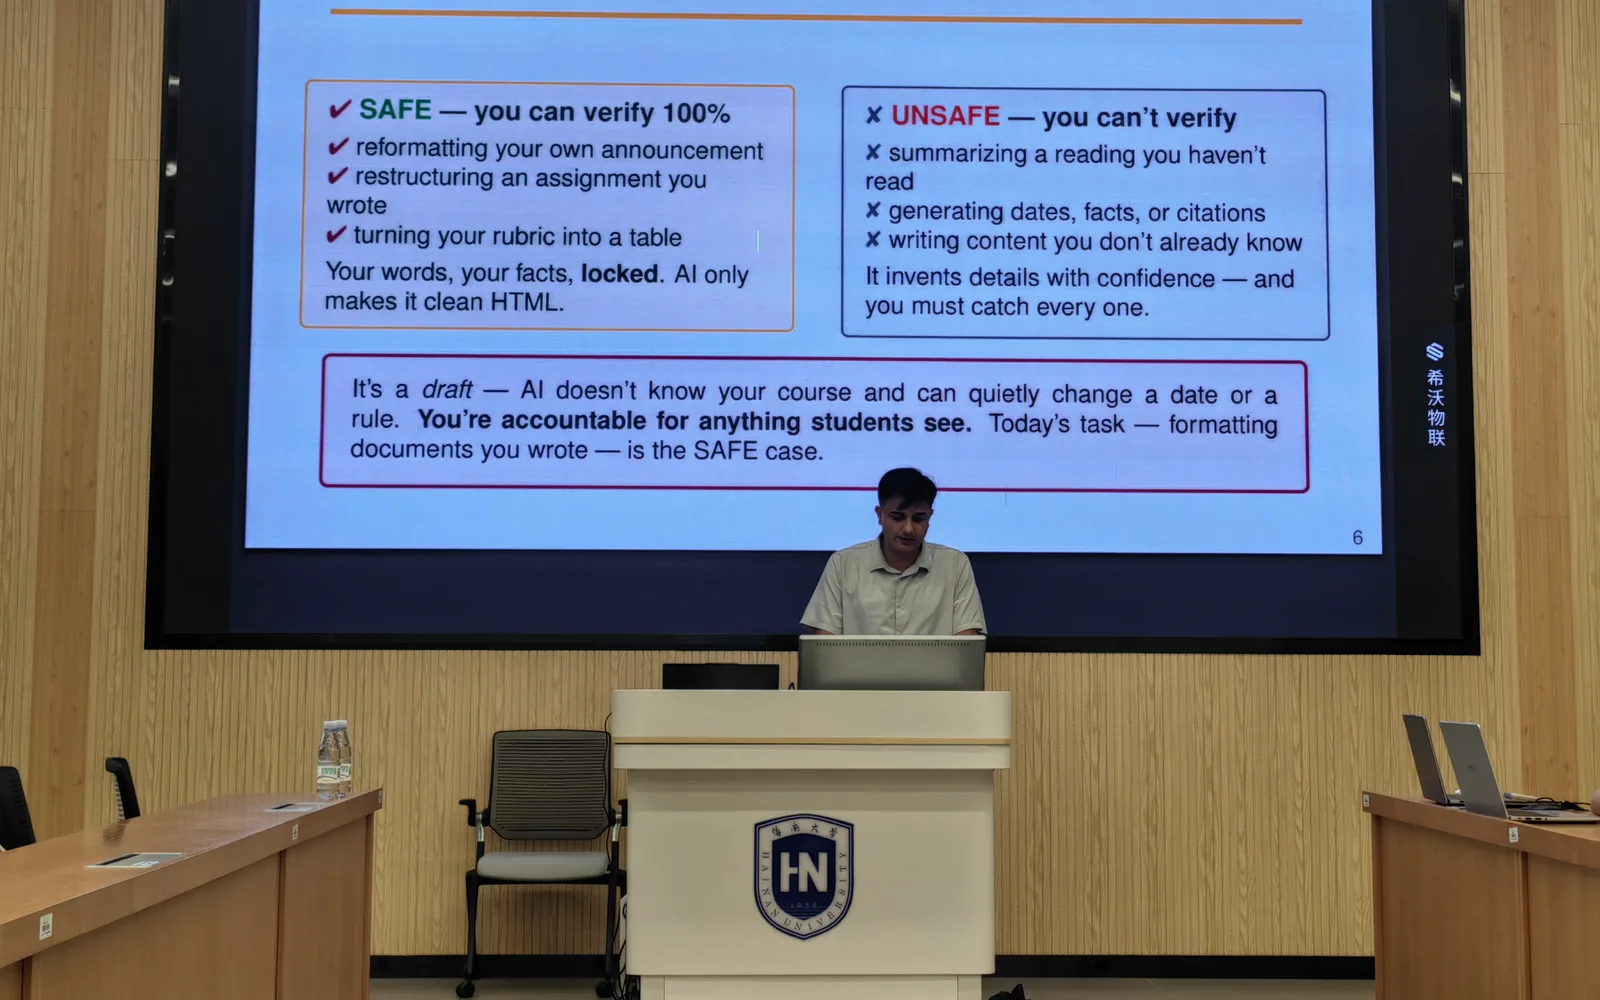 ✔ SAFE — you can verify 100%
✔ reformatting your own announcement
✔ restructuring an assignment you
wrote
✔ turning your rubric into a table
Your words, your facts, locked. AI only
makes it clean HTML.
✘ UNSAFE — you can't verify
✘ summarizing a reading you haven't
read
✘ generating dates, facts, or citations
✘ writing content you don't already know
It invents details with confidence — and
you must catch every one.
It's a draft — AI doesn't know your course and can quietly change a date or a
rule. You're accountable for anything students see. Today's task — formatting
documents you wrote — is the SAFE case.
6
希沃物联
海南大学
HN
HAINAN UNIVERSITY